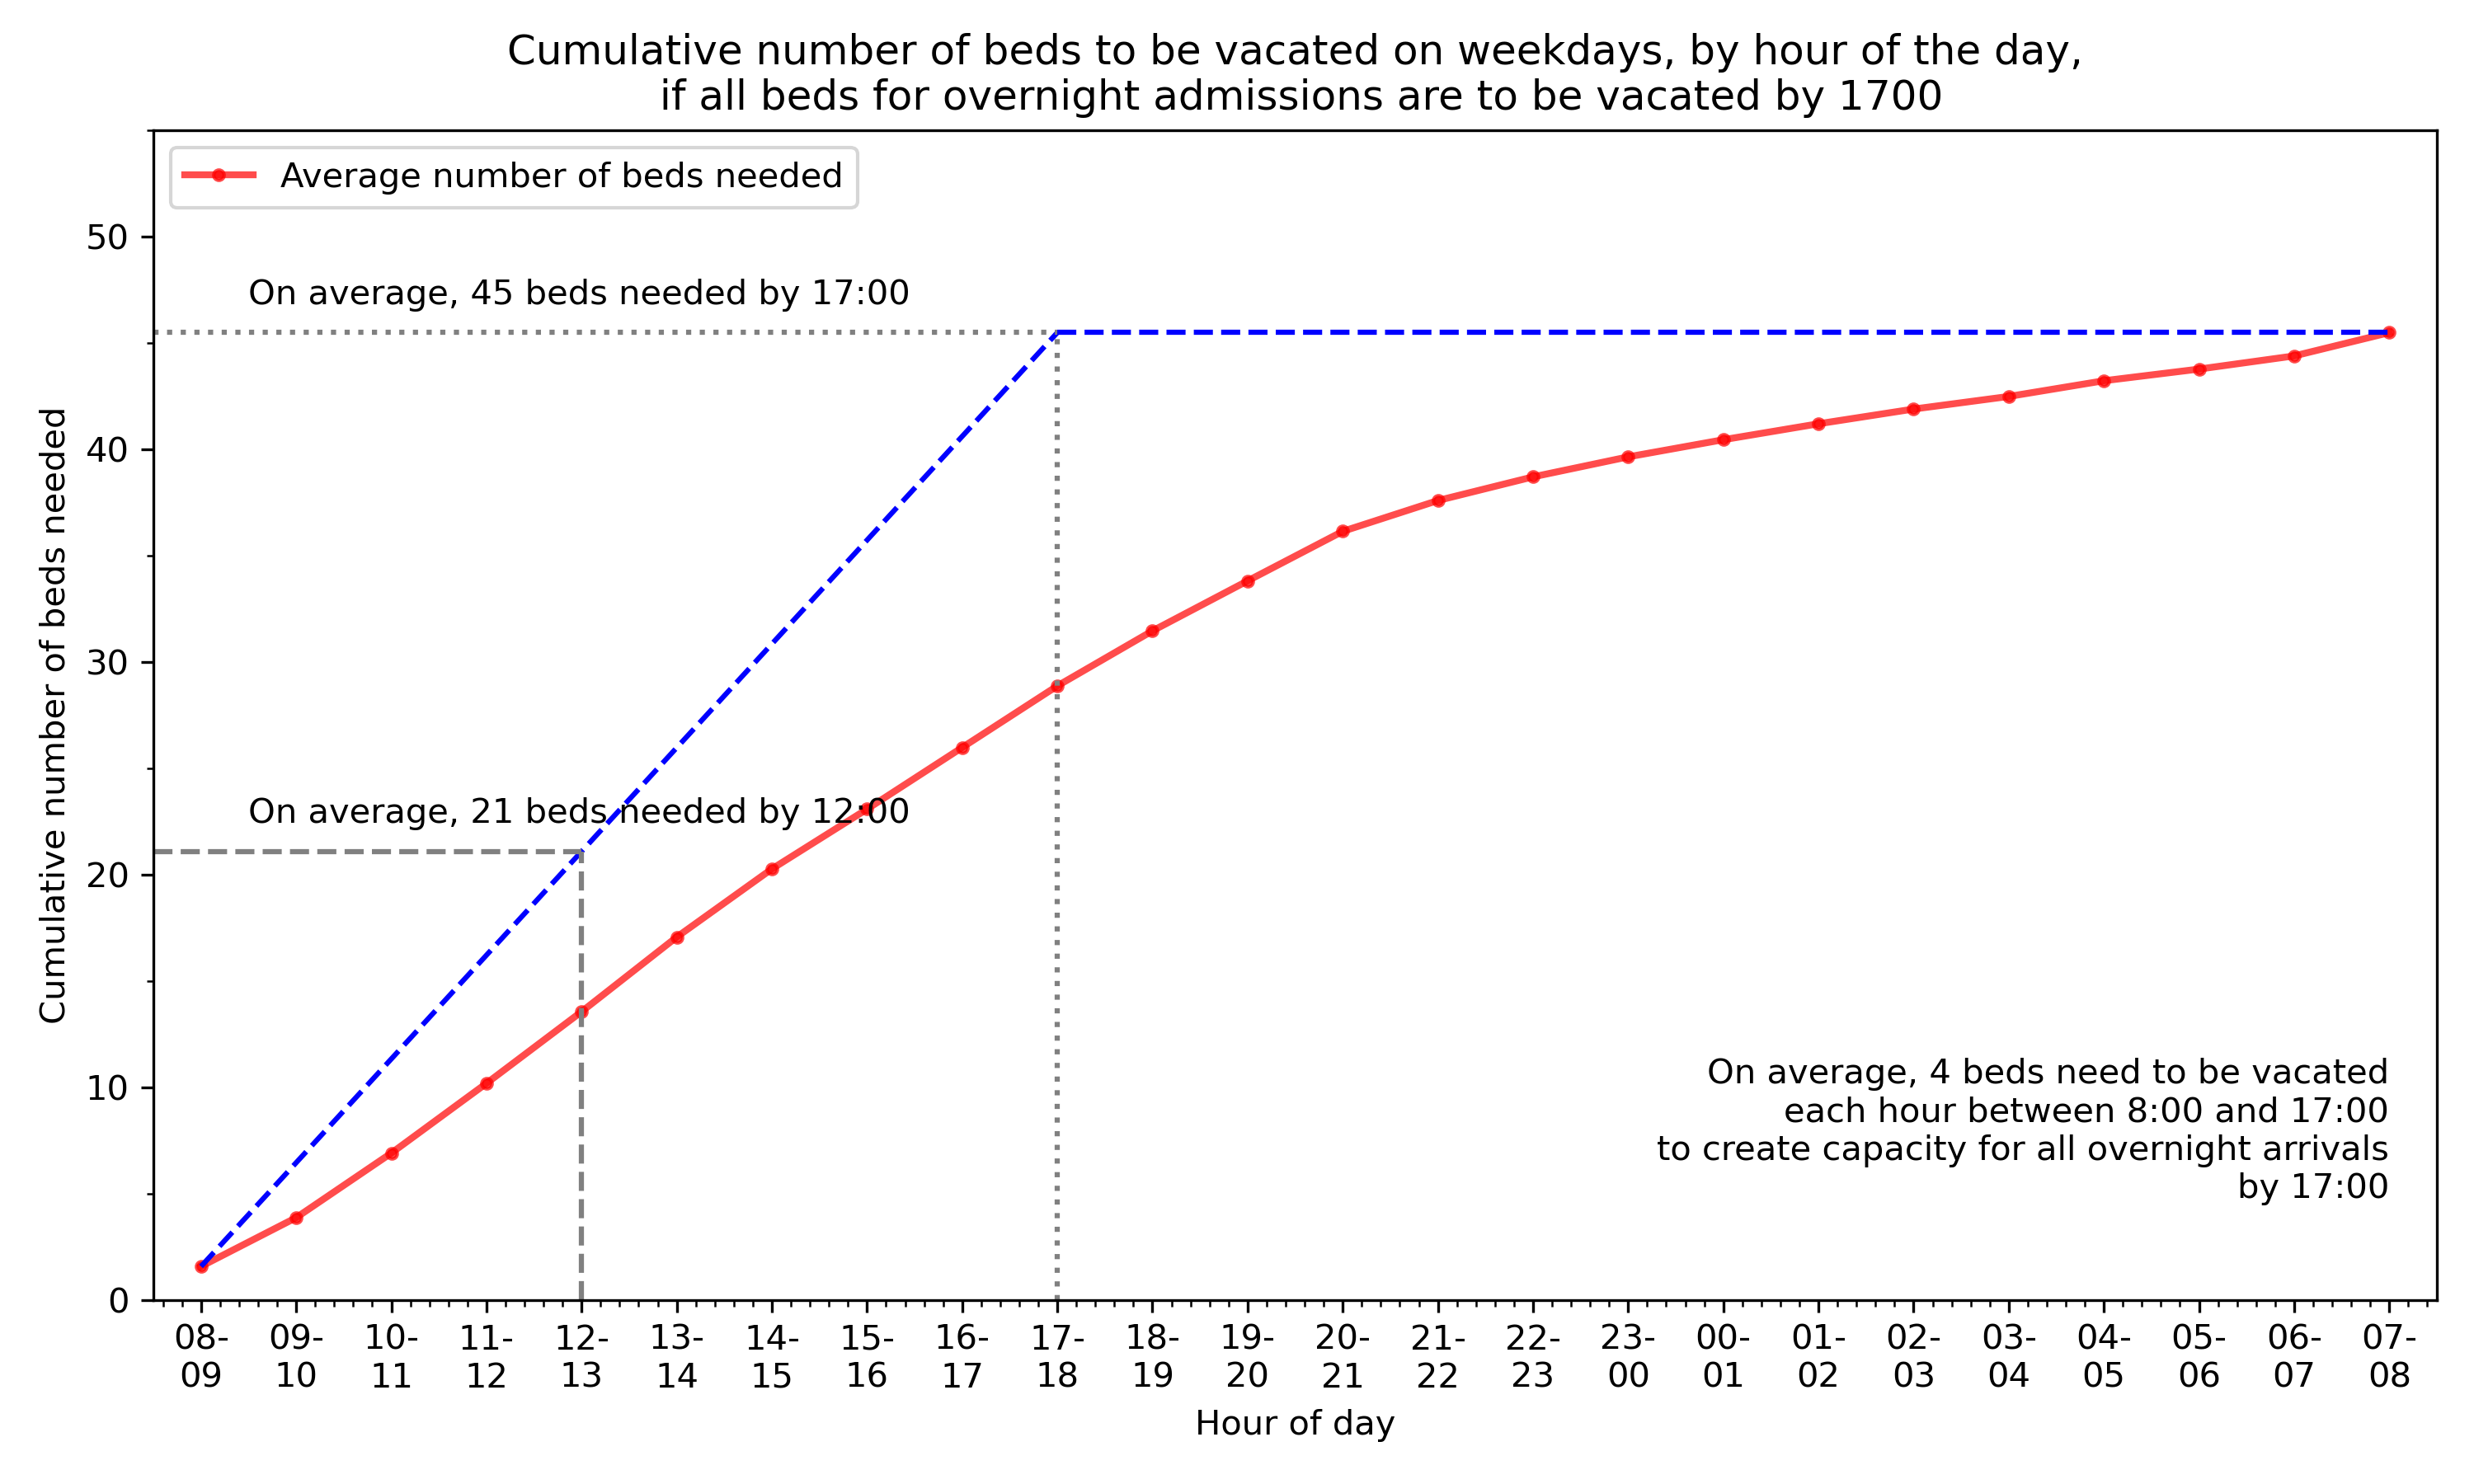 Cumulative number of beds to be vacated on weekdays, by hour of the day,
if all beds for overnight admissions are to be vacated by 1700
Average number of beds needed
50
On average, 45 beds needed by 17:00
40
Cumulative number of beds needed
30
On average, 21 beds needed by 12:00
20
10
On average, 4 beds need to be vacated
each hour between 8:00 and 17:00
to create capacity for all overnight arrivals
by 17:00
0
08- 09- 10- 11- 12- 13- 14- 15- 16- 17- 18- 19- 20- 21- 22- 23- 00- 01- 02- 03- 04- 05- 06- 07-
09 10 11 12 13 14 15 16 17 18 19 20 21 22 23 00 01 02 03 04 05 06 07 08
Hour of day